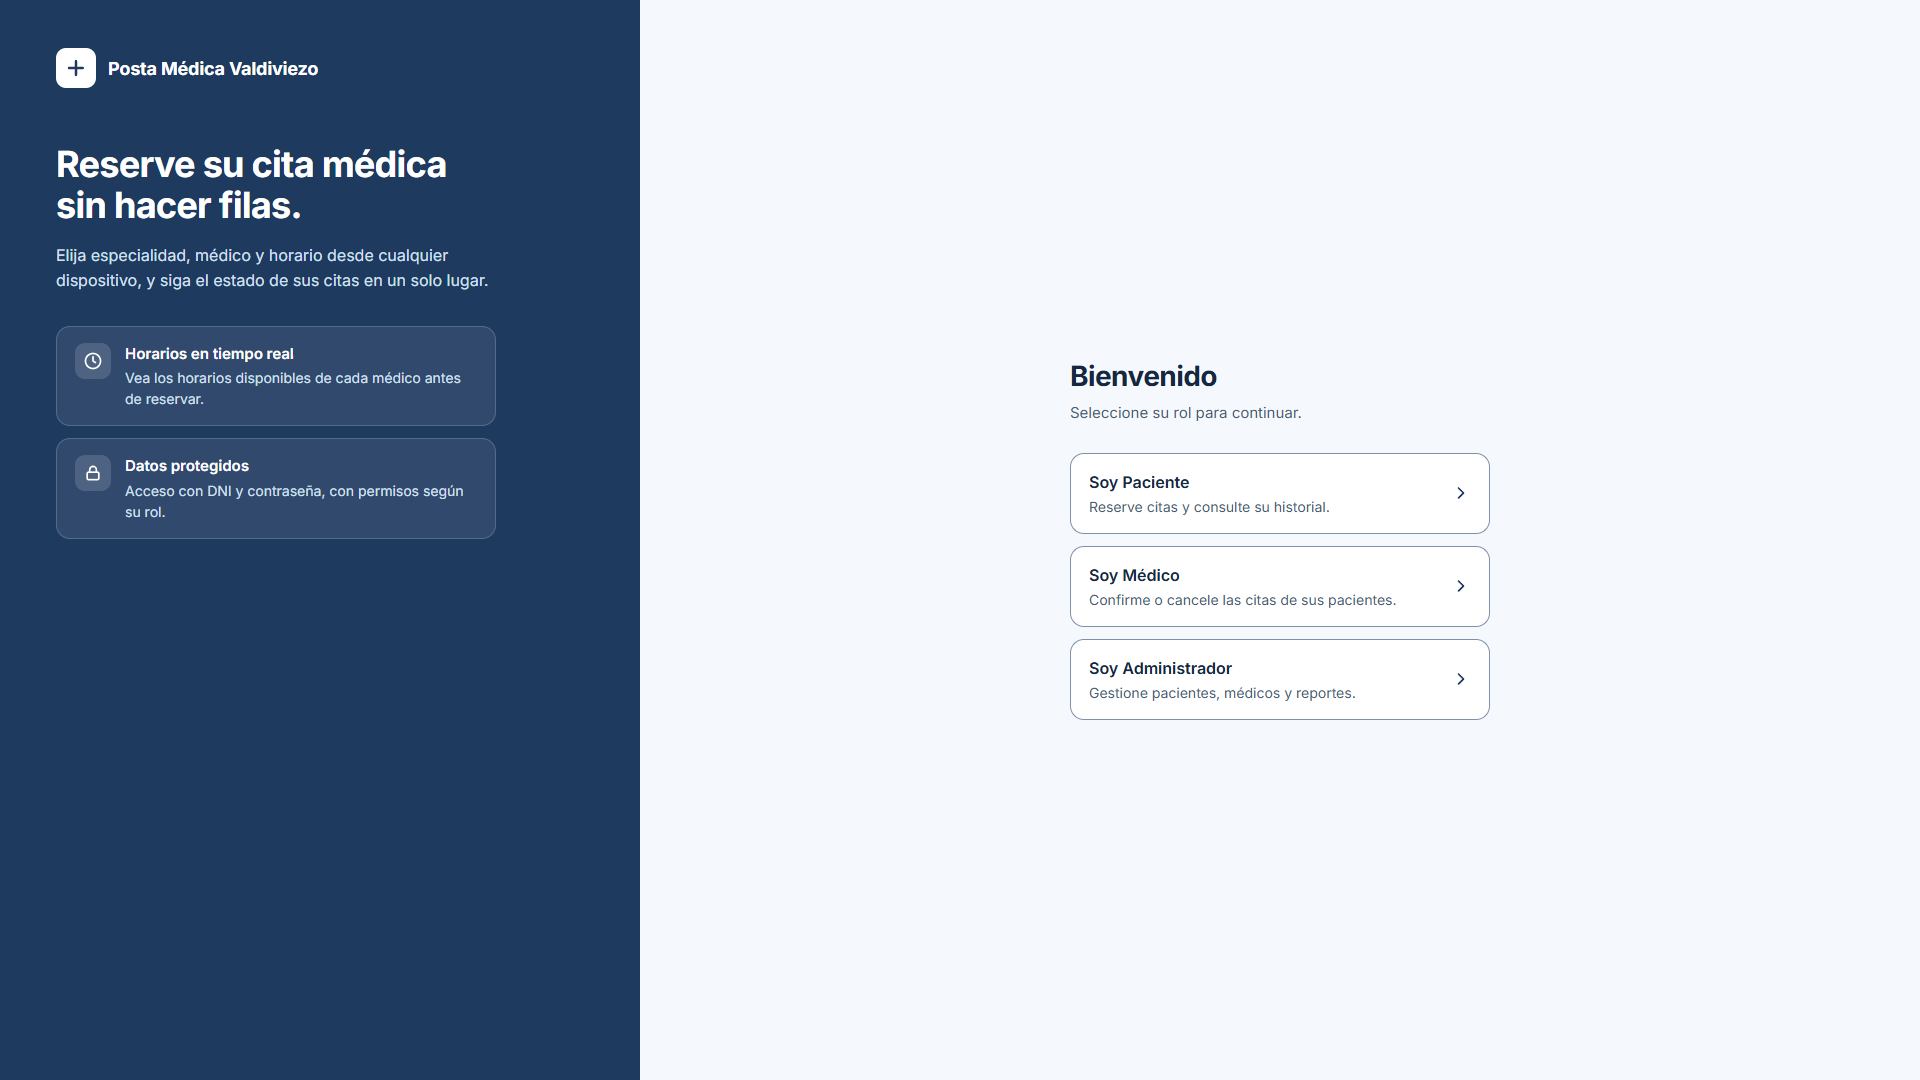 Posta Médica Valdiviezo
Reserve su cita médica
sin hacer filas.
Elija especialidad, médico y horario desde cualquier
dispositivo, y siga el estado de sus citas en un solo lugar.
Horarios en tiempo real
Vea los horarios disponibles de cada médico antes
de reservar.
Datos protegidos
Acceso con DNI y contraseña, con permisos según
su rol.
Bienvenido
Seleccione su rol para continuar.
Soy Paciente
Reserve citas y consulte su historial.
Soy Médico
Confirme o cancele las citas de sus pacientes.
Soy Administrador
Gestione pacientes, médicos y reportes.